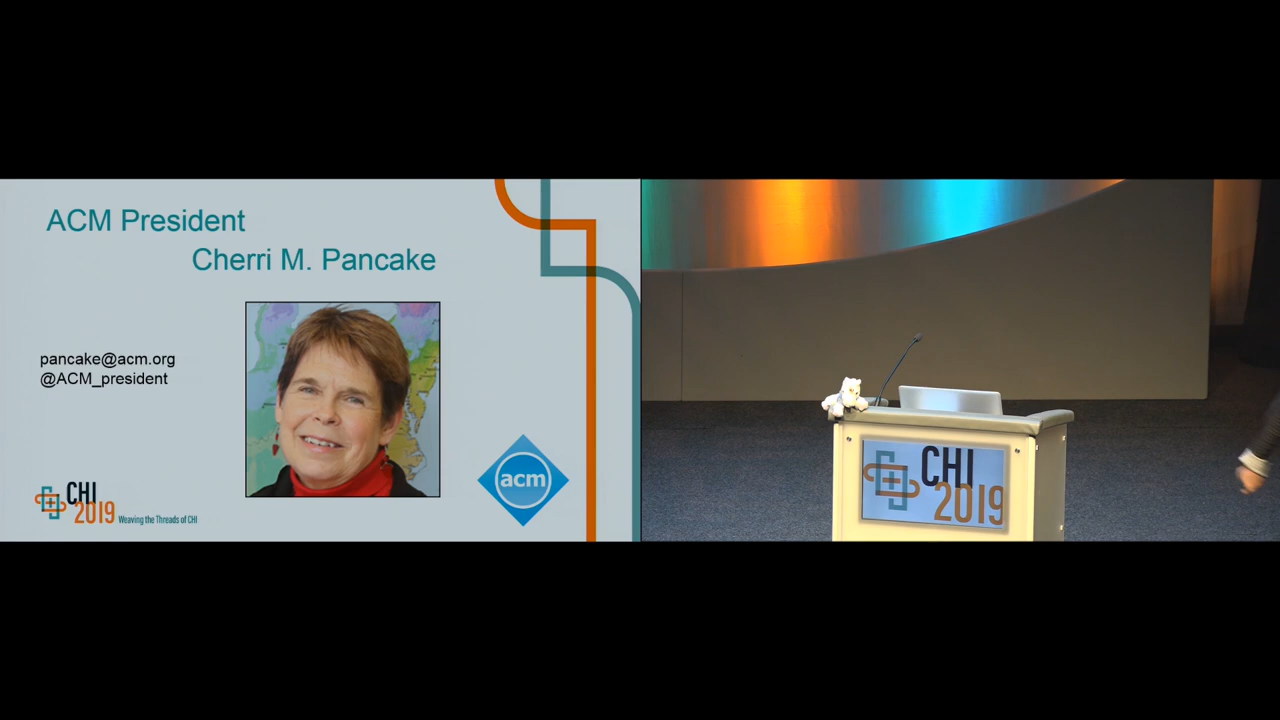 ACM President
Cherri M. Pancake
pancake@acm.org
@ACM_president
acm
CHI
2019 Weaving the Threads of CHI
CHI
2019